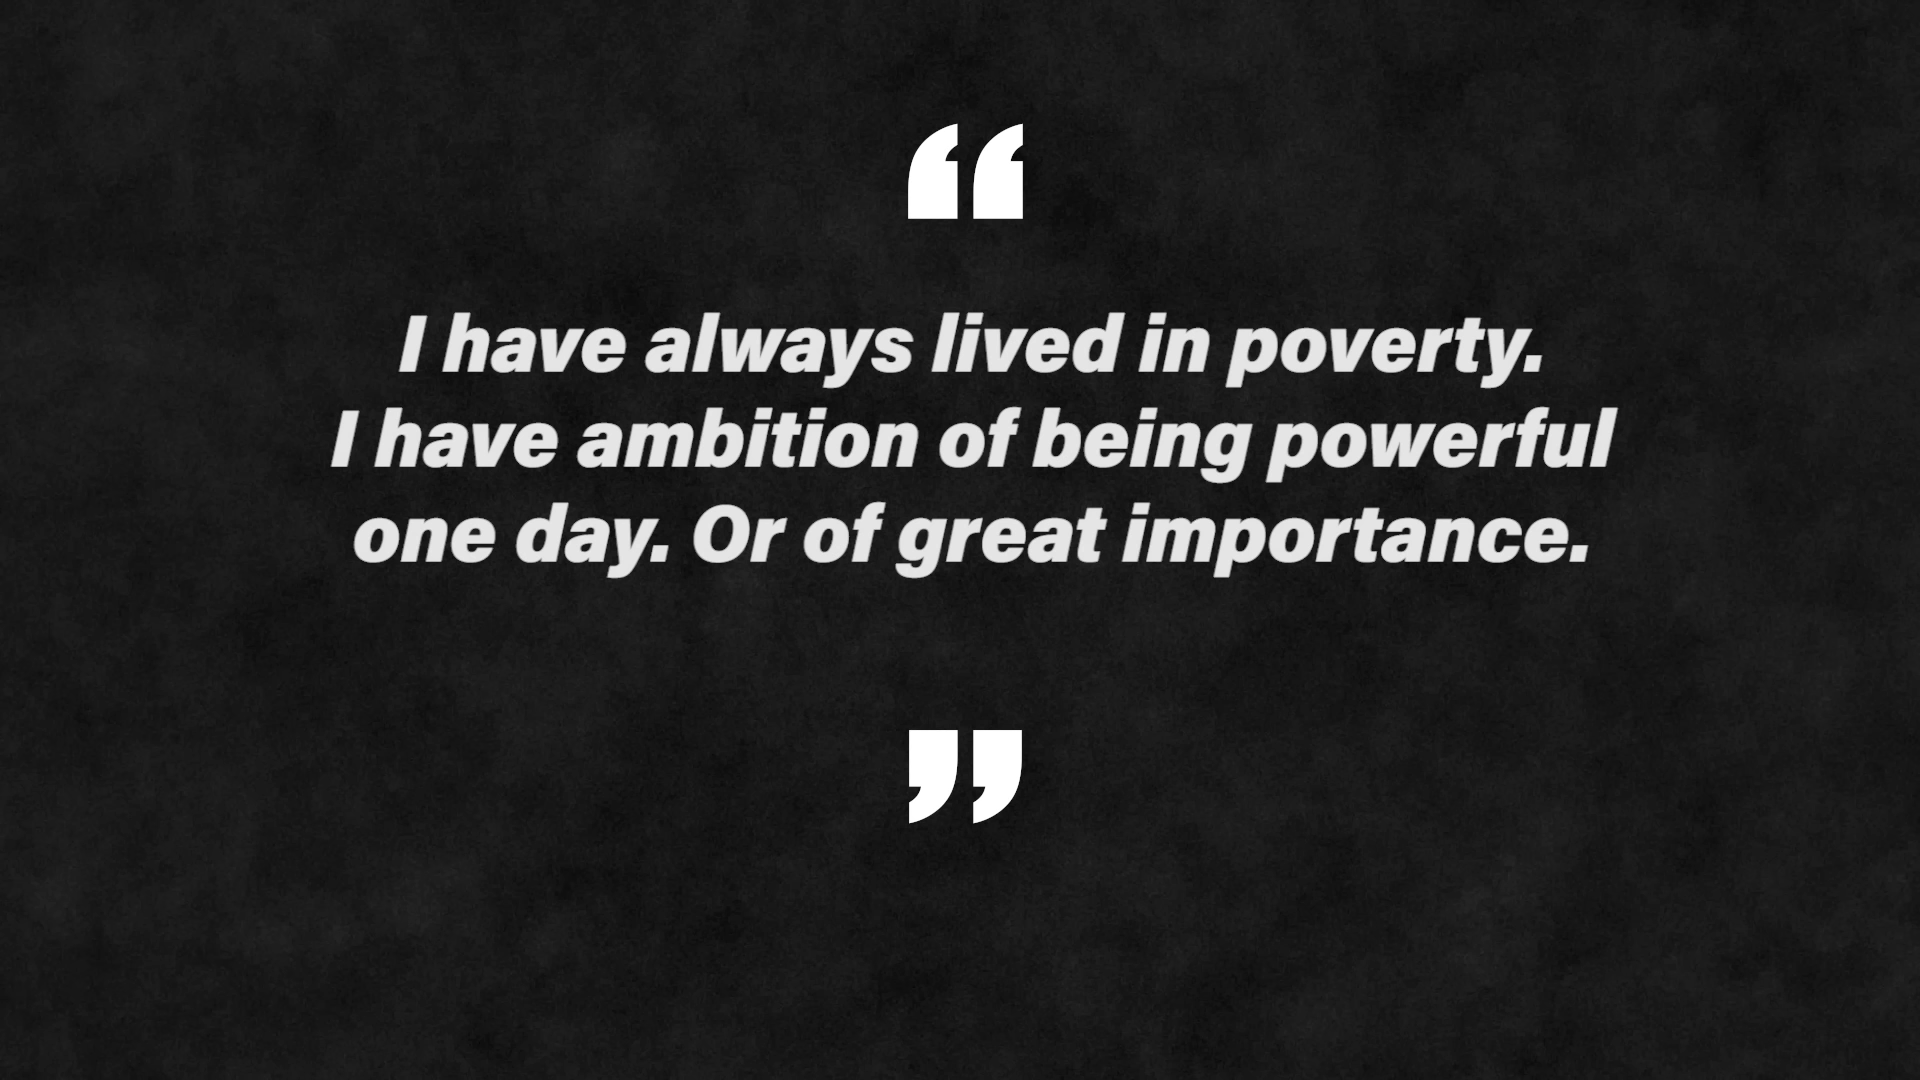 “
I have always lived in poverty.
I have ambition of being powerful
one day. Or of great importance.
”